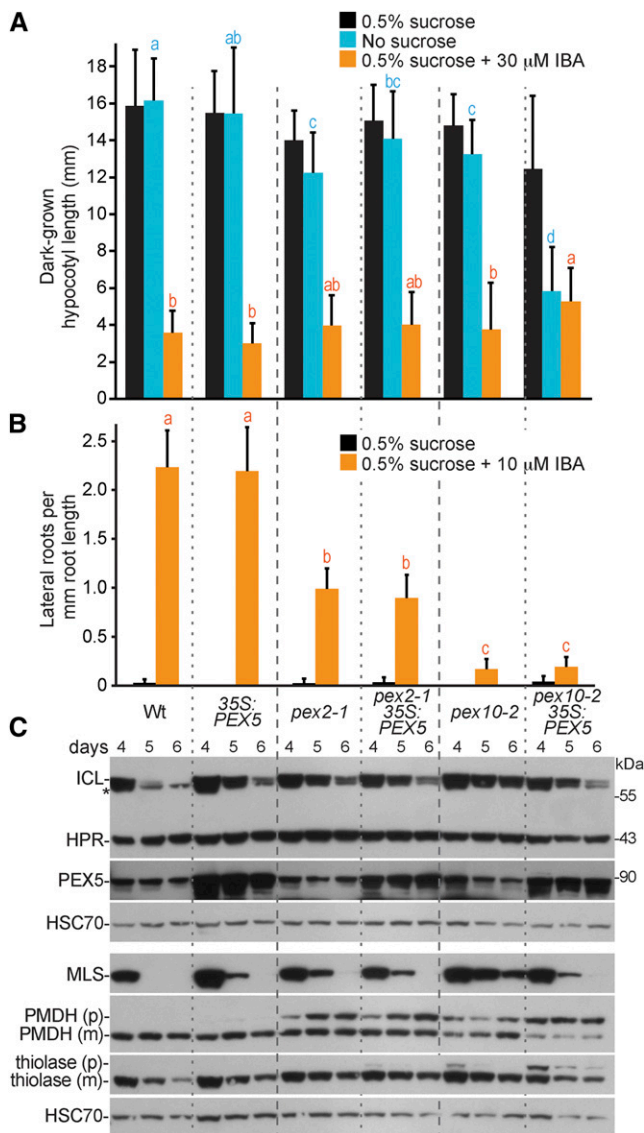 A
0.5% sucrose
No sucrose
0.5% sucrose + 30 μM IBA
Dark-grown
hypocotyl length (mm)
18
16
14
12
10
8
6
4
2
0
a
b
ab
b
c
ab
bc
ab
c
b
d
a
B
0.5% sucrose
0.5% sucrose + 10 μM IBA
Lateral roots per
mm root length
2.5
2.0
1.5
1.0
0.5
0
a
a
b
b
c
c
Wt
35S:
PEX5
pex2-1
pex2-1
35S:
PEX5
pex10-2
pex10-2
35S:
PEX5
C
days 4 5 6 4 5 6 4 5 6 4 5 6 4 5 6 4 5 6
kDa
ICL-
*
-55
HPR-
-43
PEX5-
-90
HSC70-
MLS-
PMDH (p)-
PMDH (m)-
thiolase (p)-
thiolase (m)-
HSC70-